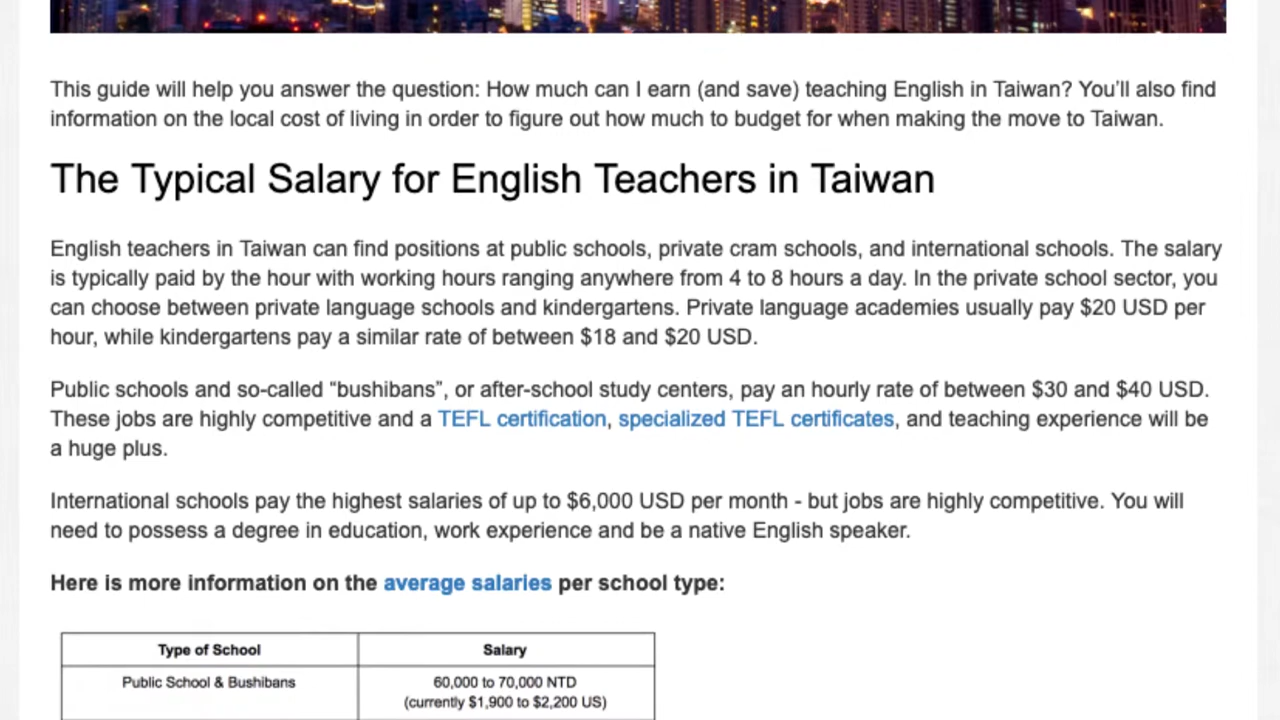 This guide will help you answer the question: How much can I earn (and save) teaching English in Taiwan? You’ll also find
information on the local cost of living in order to figure out how much to budget for when making the move to Taiwan.
The Typical Salary for English Teachers in Taiwan
English teachers in Taiwan can find positions at public schools, private cram schools, and international schools. The salary
is typically paid by the hour with working hours ranging anywhere from 4 to 8 hours a day. In the private school sector, you
can choose between private language schools and kindergartens. Private language academies usually pay $20 USD per
hour, while kindergartens pay a similar rate of between $18 and $20 USD.
Public schools and so-called “bushibans”, or after-school study centers, pay an hourly rate of between $30 and $40 USD.
These jobs are highly competitive and a TEFL certification, specialized TEFL certificates, and teaching experience will be
a huge plus.
International schools pay the highest salaries of up to $6,000 USD per month - but jobs are highly competitive. You will
need to possess a degree in education, work experience and be a native English speaker.
Here is more information on the average salaries per school type:
Type of School Salary
Public School & Bushibans 60,000 to 70,000 NTD
(currently $1,900 to $2,200 US)